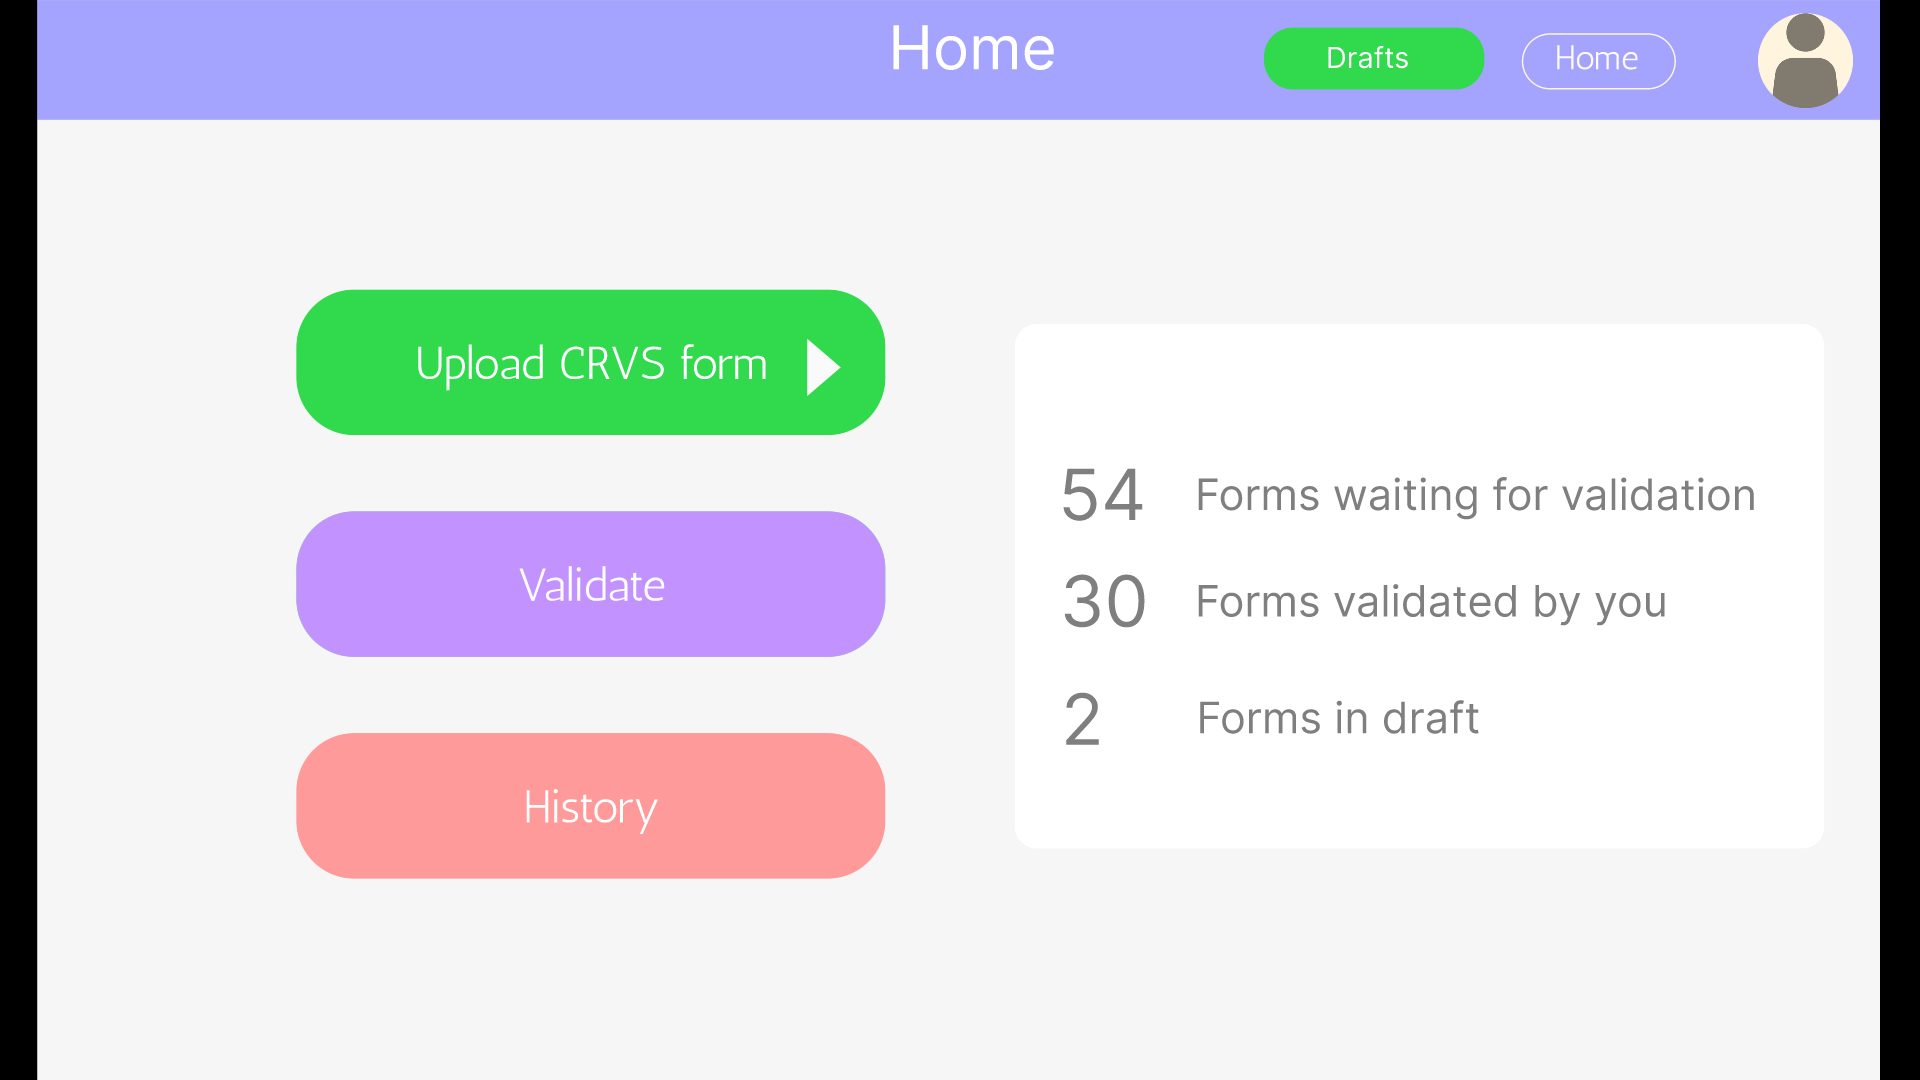 Home
Drafts
Home
Upload CRVS form
Validate
History
54 Forms waiting for validation
30 Forms validated by you
2 Forms in draft